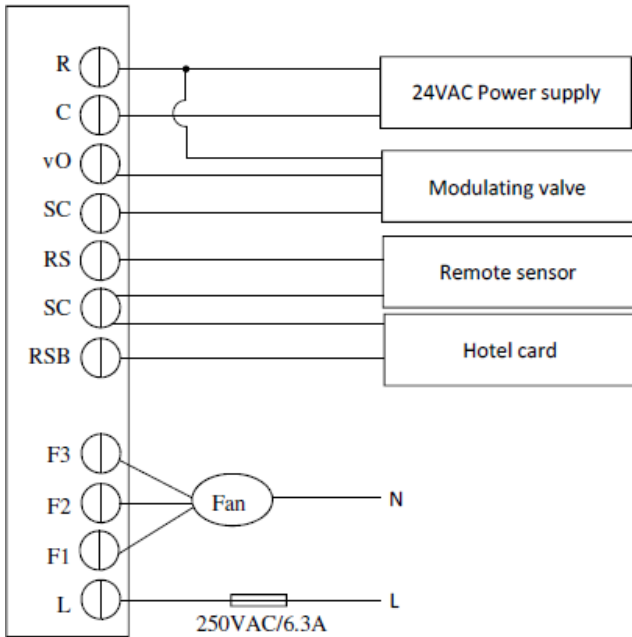 R
24VAC Power supply
C
vO
Modulating valve
SC
RS
Remote sensor
SC
Hotel card
RSB
F3
F2
Fan
N
F1
L
L
250VAC/6.3A